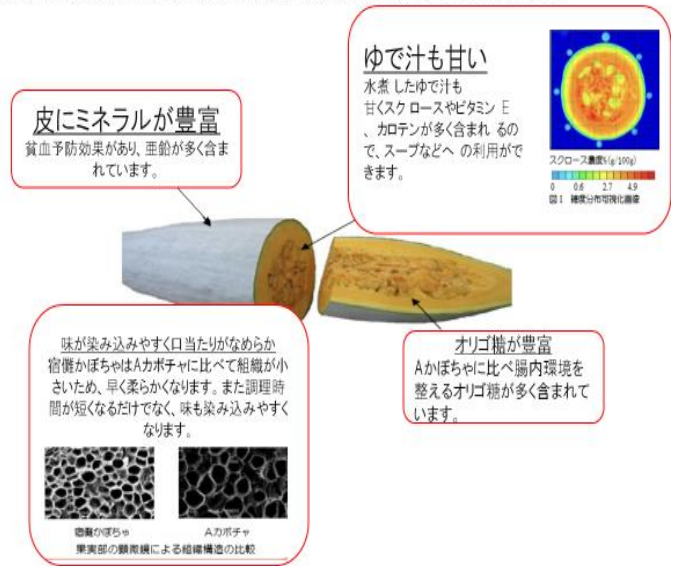 ゆで汁も甘い
水煮したゆで汁も
甘くスクロースやビタミン E
、カロテンが多く含まれ るの
で、スープなどへ の利用がで
きます。
スクロース濃度%(g/100g)
0 0.6 2.7 4.9
図1 糖度分布可視化画像
皮にミネラルが豊富
貧血予防効果があり、亜鉛が多く含ま
れています。
味が染み込みやすく口当たりがなめらか
宿儺かぼちゃはAカボチャに比べて組織が小
さいため、早く柔らかくなります。また調理時
間が短くなるだけでなく、味も染み込みやすく
なります。
宿儺かぼちゃ Aカボチャ
果実部の顕微鏡による組織構造の比較
オリゴ糖が豊富
Aかぼちゃに比べ腸内環境を
整えるオリゴ糖が多く含まれて
います。